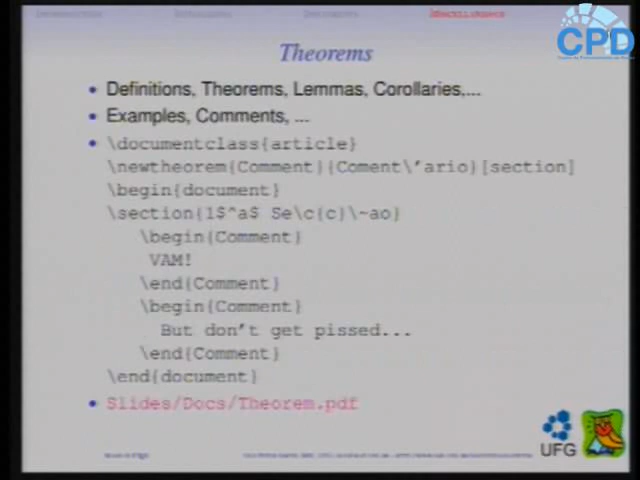 CPD
Theorems
• Definitions, Theorems, Lemmas, Corollaries,...
• Examples, Comments, ...
• \documentclass{article}
\newtheorem{Comment}{Coment\'ario}[section]
\begin{document}
\section{1$^a$ Se\c{c}\~ao}
\begin{Comment}
VAM!
\end{Comment}
\begin{Comment}
But don't get pissed...
\end{Comment}
\end{document}
• Slides/Docs/Theorem.pdf
UFG